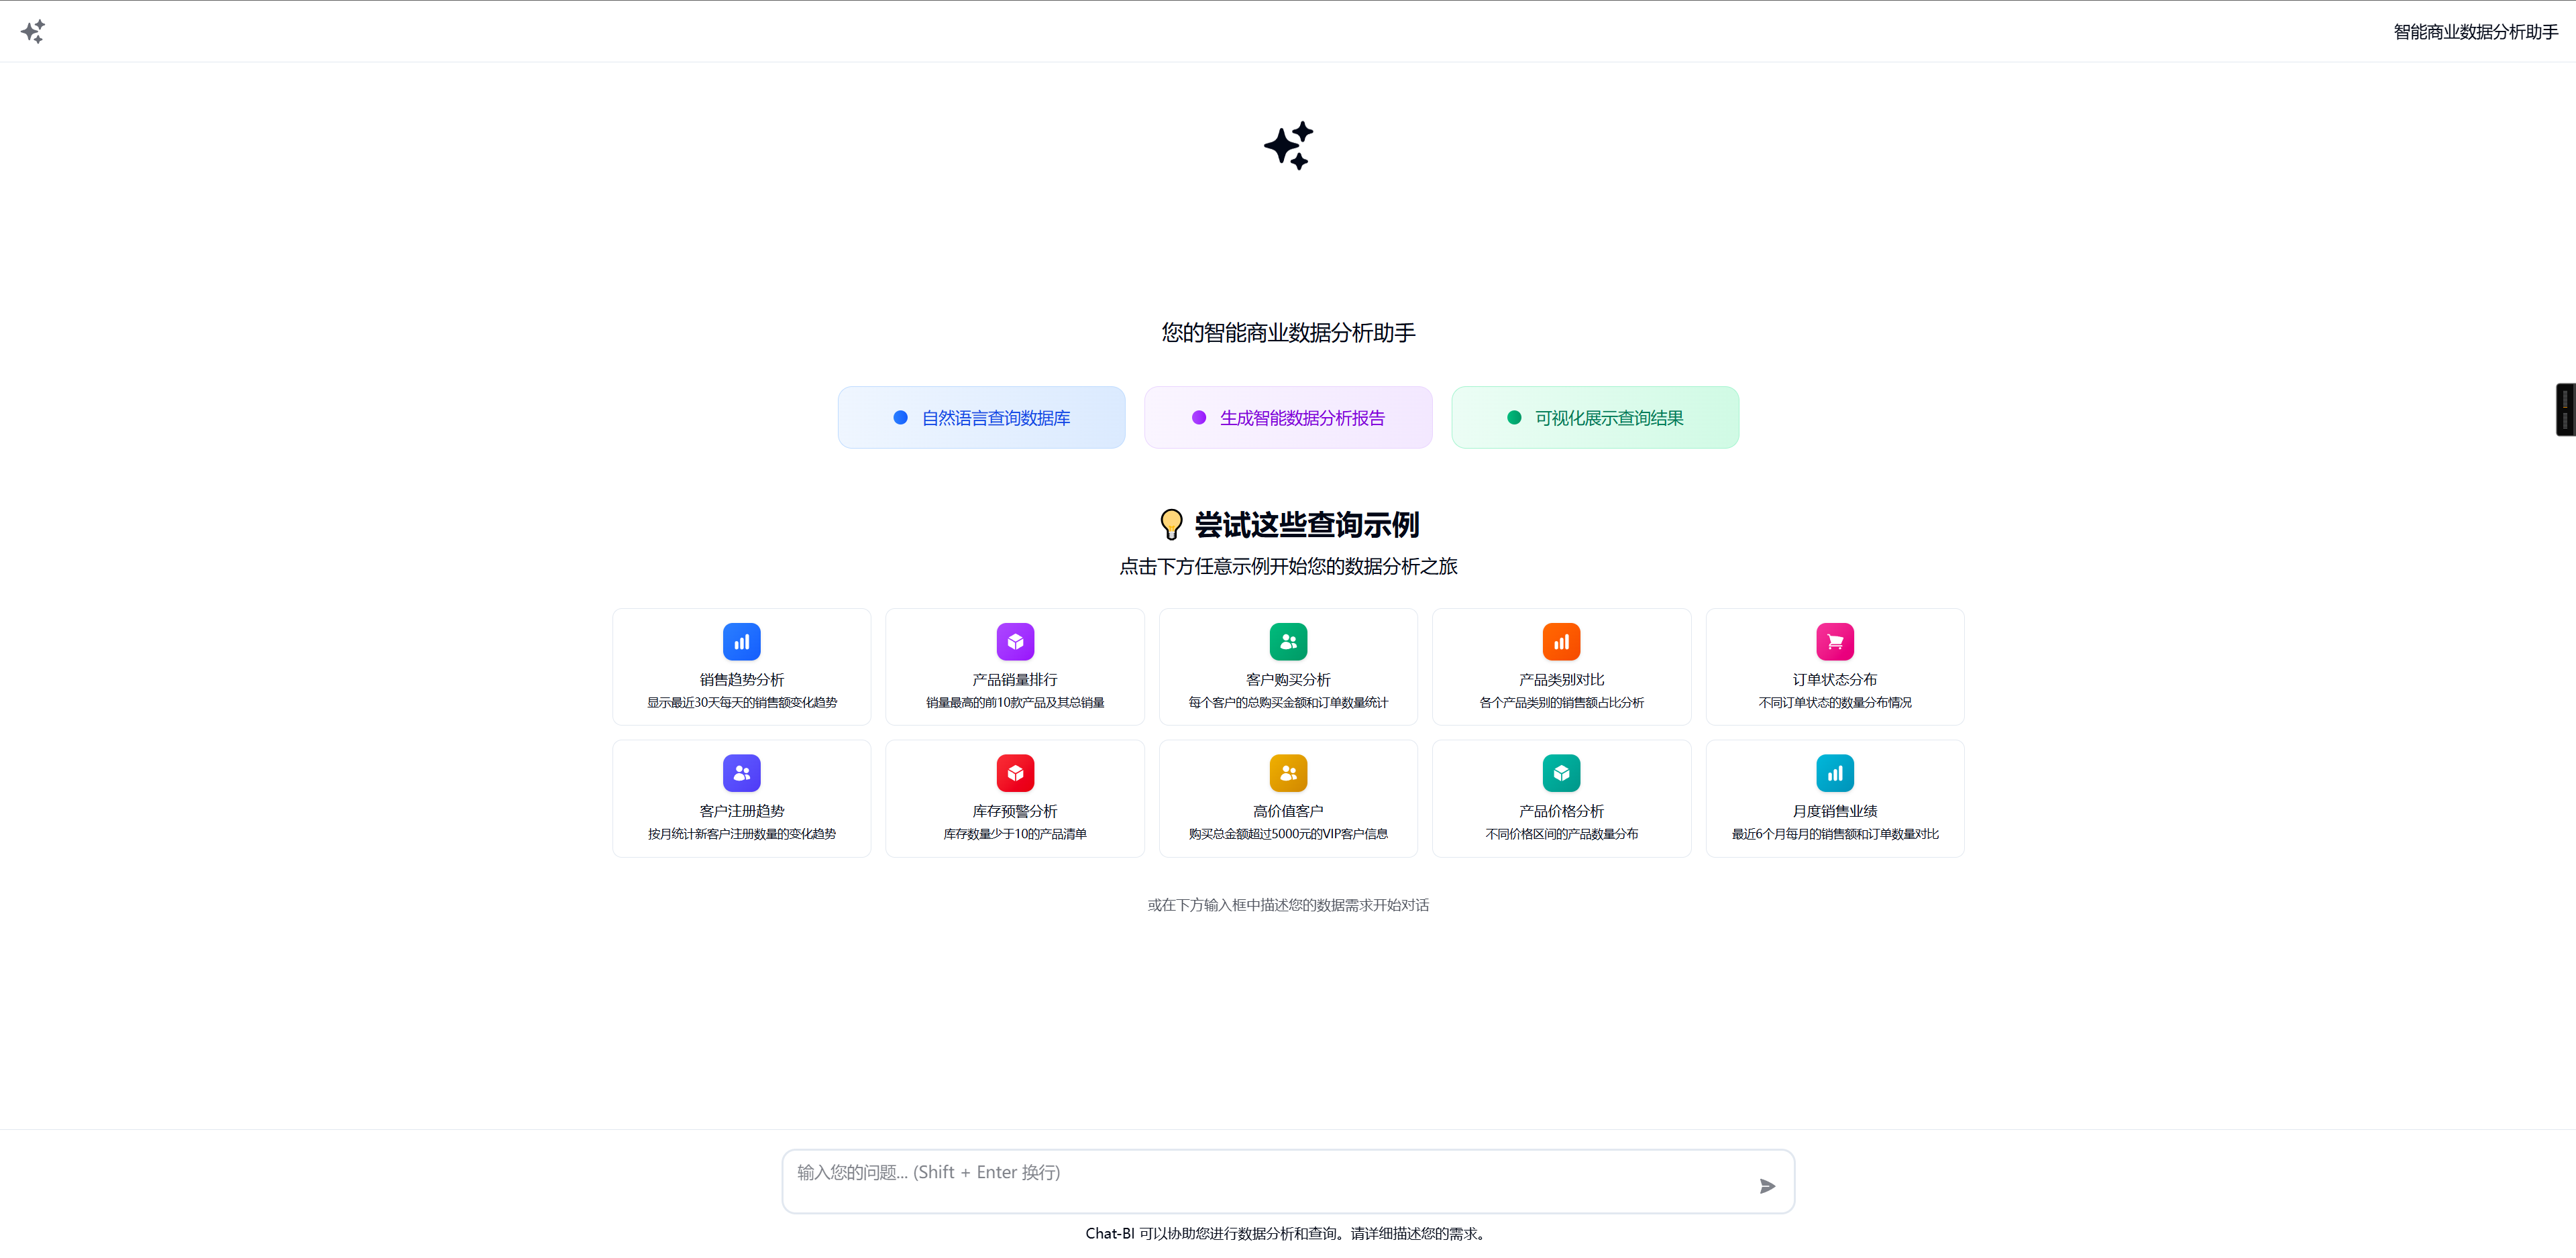 智能商业数据分析助手
您的智能商业数据分析助手
自然语言查询数据库
生成智能数据分析报告
可视化展示查询结果
尝试这些查询示例
点击下方任意示例开始您的数据分析之旅
销售趋势分析
显示最近30天每天的销售额变化趋势
产品销量排行
销量最高的前10款产品及其总销量
客户购买分析
每个客户的总购买金额和订单数量统计
产品类别对比
各个产品类别的销售额占比分析
订单状态分布
不同订单状态的数量分布情况
客户注册趋势
按月统计新客户注册数量的变化趋势
库存预警分析
库存数量少于10的产品清单
高价值客户
购买总金额超过5000元的VIP客户信息
产品价格分析
不同价格区间的产品数量分布
月度销售业绩
最近6个月每月的销售额和订单数量对比
或在下方输入框中描述您的数据需求开始对话
输入您的问题... (Shift + Enter 换行)
Chat-BI 可以协助您进行数据分析和查询。请详细描述您的需求。